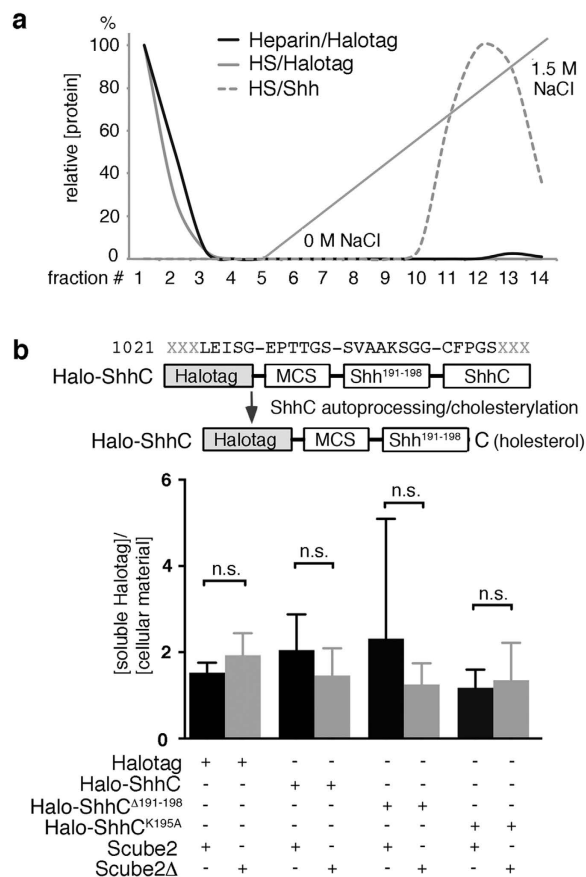 a
%
100
80
60
40
20
0
relative [protein]
Heparin/Halotag
HS/Halotag
HS/Shh
1.5 M
NaCl
0 M NaCl
fraction # 1 2 3 4 5 6 7 8 9 10 11 12 13 14
b
1021 XXXLEISG-EPTTGS-SVAAKSGG-CFPGSXXX
Halo-ShhC Halotag MCS Shh191-198 ShhC
ShhC autoprocessing/cholesterylation
Halo-ShhC Halotag MCS Shh191-198 C (holesterol)
[soluble Halotag]/
[cellular material]
6
4
2
0
n.s. n.s. n.s. n.s.
Halotag + + - - - - - -
Halo-ShhC - - + + - - - -
Halo-ShhCΔ191-198 - - - - + + - -
Halo-ShhCK195A - - - - - - + +
Scube2 + - + - + - + -
Scube2Δ - + - + - + - +